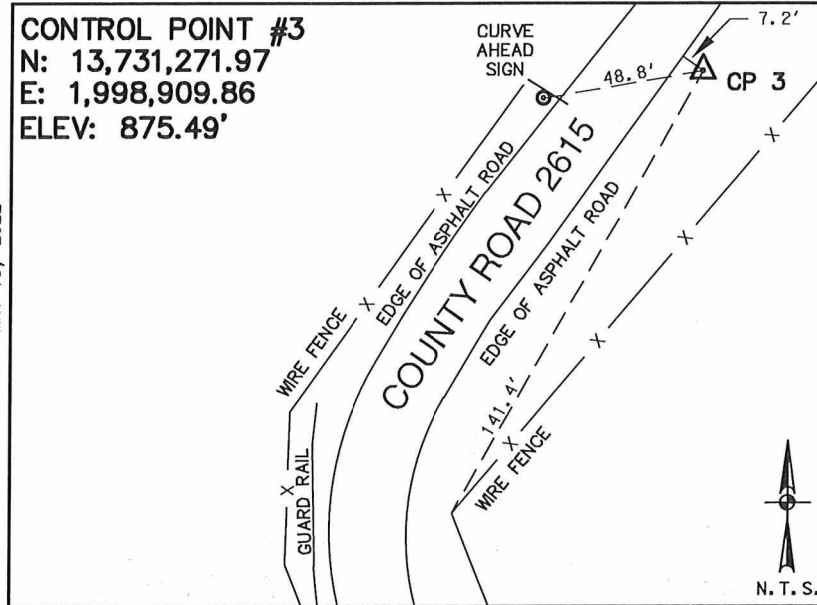 CONTROL POINT #3
N: 13,731,271.97
E: 1,998,909.86
ELEV: 875.49'
CURVE
AHEAD
SIGN
7.2'
48.8'
CP 3
X
X
X
X
X
X
X
WIRE FENCE
EDGE OF ASPHALT ROAD
COUNTY ROAD 2615
EDGE OF ASPHALT ROAD
141.4'
WIRE FENCE
GUARD RAIL
N.T.S.